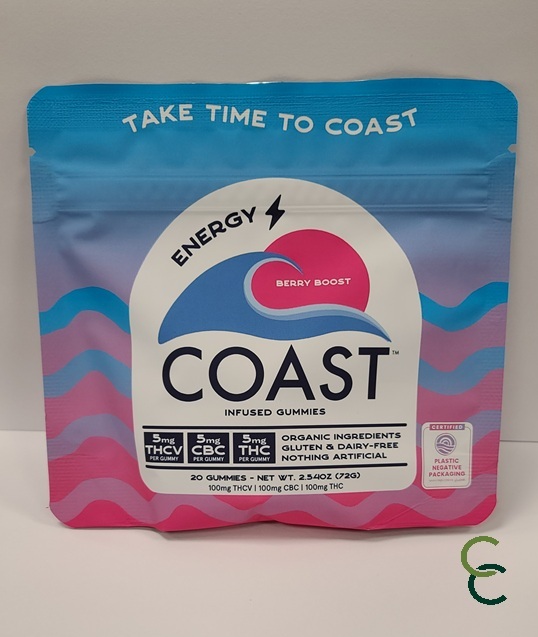 TAKE TIME TO COAST
ENERGY
BERRY BOOST
COAST™
INFUSED GUMMIES
5mg THCV PER GUMMY
5mg CBC PER GUMMY
5mg THC PER GUMMY
ORGANIC INGREDIENTS
GLUTEN & DAIRY-FREE
NOTHING ARTIFICIAL
20 GUMMIES - NET WT. 2.54OZ (72G)
100mg THCV | 100mg CBC | 100mg THC
CERTIFIED
PLASTIC
NEGATIVE
PACKAGING
CC